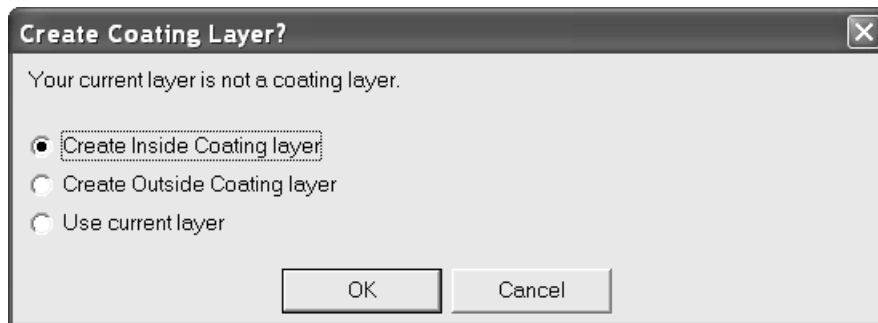 Create Coating Layer?
Your current layer is not a coating layer.
Create Inside Coating layer
Create Outside Coating layer
Use current layer
OK
Cancel